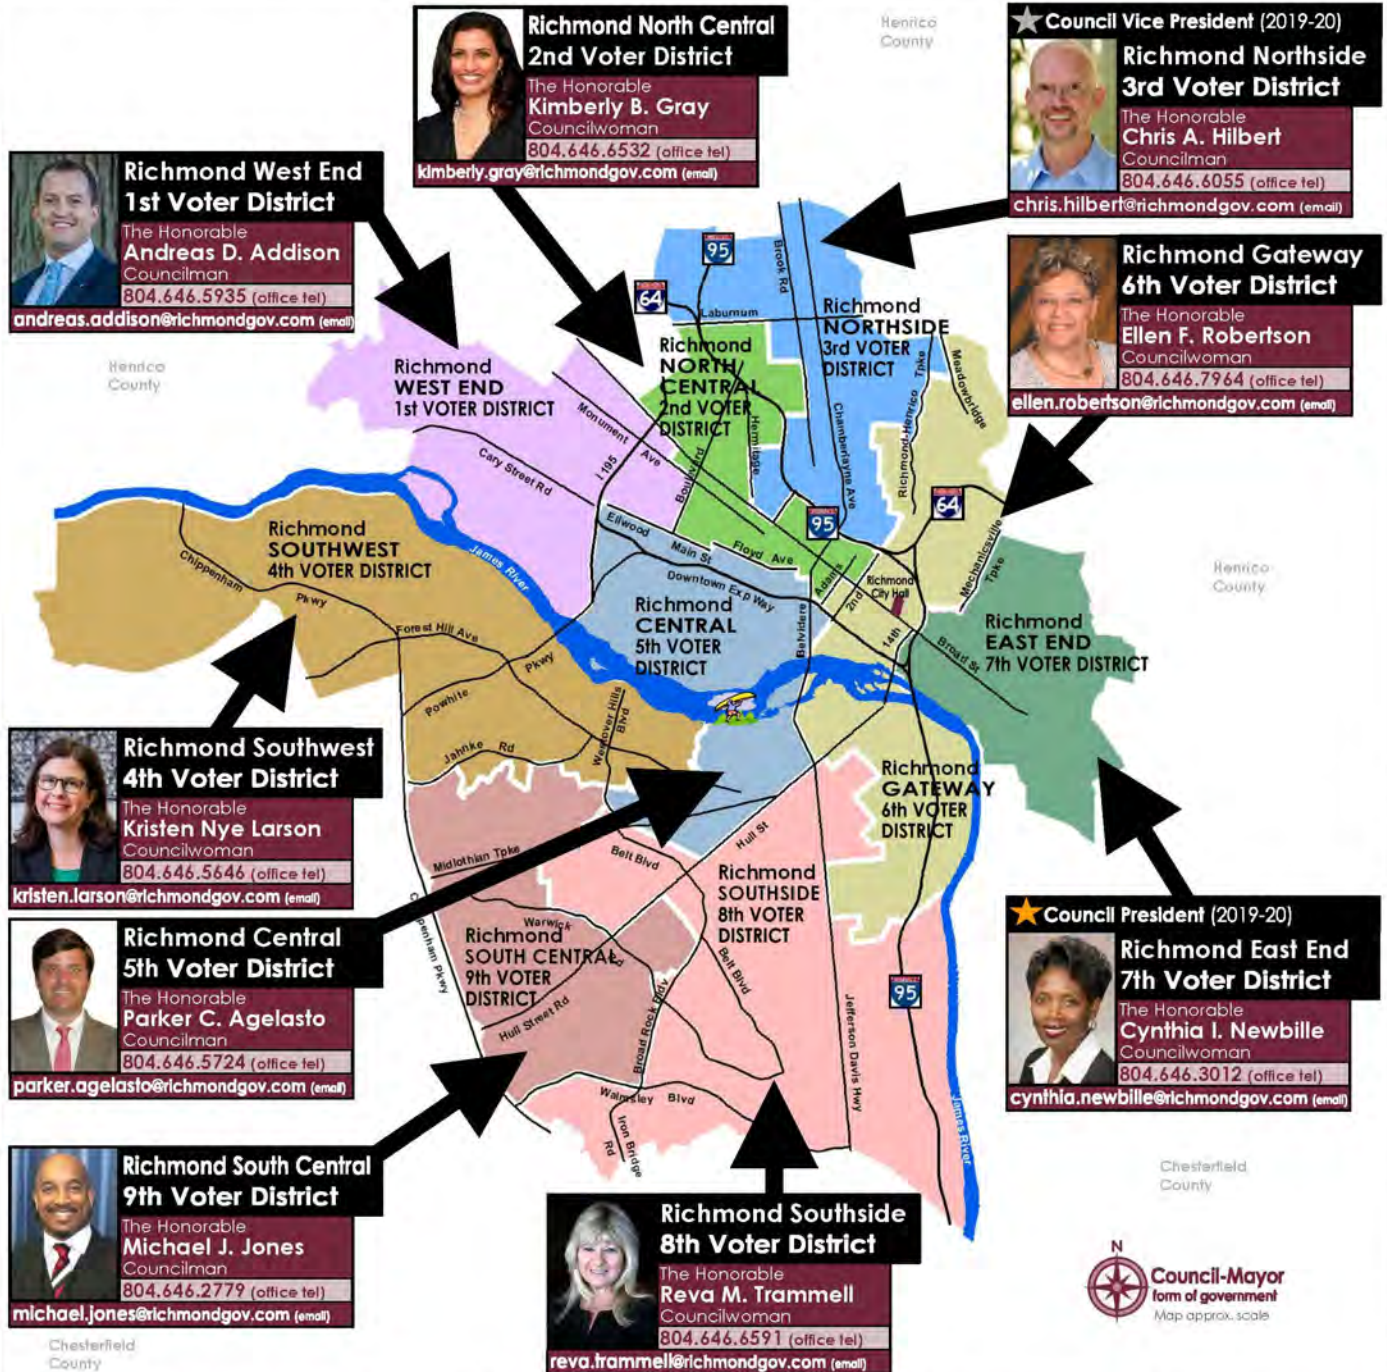 Richmond North Central
2nd Voter District
The Honorable
Kimberly B. Gray
Councilwoman
804.646.6532 (office tel)
kimberly.gray@richmondgov.com (email)
Henrico
County
Council Vice President (2019-20)
Richmond Northside
3rd Voter District
The Honorable
Chris A. Hilbert
Councilman
804.646.6055 (office tel)
chris.hilbert@richmondgov.com (email)
Richmond West End
1st Voter District
The Honorable
Andreas D. Addison
Councilman
804.646.5935 (office tel)
andreas.addison@richmondgov.com (email)
Richmond Gateway
6th Voter District
The Honorable
Ellen F. Robertson
Councilwoman
804.646.7964 (office tel)
ellen.robertson@richmondgov.com (email)
Henrico
County
95
64
Brook Rd
Laburnum
Richmond
NORTHSIDE
3rd VOTER
DISTRICT
Richmond
NORTH
CENTRAL
2nd VOTER
DISTRICT
Richmond
WEST END
1st VOTER DISTRICT
Monument Ave
Cary Street Rd
I 195
Boulevard
Hermitage
Chamberlayne Ave
Richmond-Henrico Tpke
Meadowbridge
64
95
Mechanicsville
Tpke
Ellwood
Main St
Floyd Ave
Downtown Exp Way
Adams
2nd
Richmond
City Hall
14th
Broad St
Belvidere
Henrico
County
Richmond
SOUTHWEST
4th VOTER DISTRICT
James River
Chippenham
Pkwy
Forest Hill Ave
Powhite
Pkwy
Jahnke Rd
Westover Hills
Blvd
Richmond
CENTRAL
5th VOTER
DISTRICT
Richmond
EAST END
7th VOTER DISTRICT
Richmond
GATEWAY
6th VOTER
DISTRICT
Richmond Southwest
4th Voter District
The Honorable
Kristen Nye Larson
Councilwoman
804.646.5646 (office tel)
kristen.larson@richmondgov.com (email)
Midlothian Tpke
Belt Blvd
Hull St
Richmond
SOUTHSIDE
8th VOTER
DISTRICT
Warwick
Rd
Richmond
SOUTH CENTRAL
9th VOTER
DISTRICT
Hull Street Rd
Chippenham Pkwy
Broad Rock Bldv
Belt Blvd
Jefferson Davis Hwy
95
James River
Walmsley Blvd
Iron Bridge
Rd
Richmond Central
5th Voter District
The Honorable
Parker C. Agelasto
Councilman
804.646.5724 (office tel)
parker.agelasto@richmondgov.com (email)
Council President (2019-20)
Richmond East End
7th Voter District
The Honorable
Cynthia I. Newbille
Councilwoman
804.646.3012 (office tel)
cynthia.newbille@richmondgov.com (email)
Richmond South Central
9th Voter District
The Honorable
Michael J. Jones
Councilman
804.646.2779 (office tel)
michael.jones@richmondgov.com (email)
Chesterfield
County
Richmond Southside
8th Voter District
The Honorable
Reva M. Trammell
Councilwoman
804.646.6591 (office tel)
reva.trammell@richmondgov.com (email)
Chesterfield
County
N
Council-Mayor
form of government
Map approx. scale